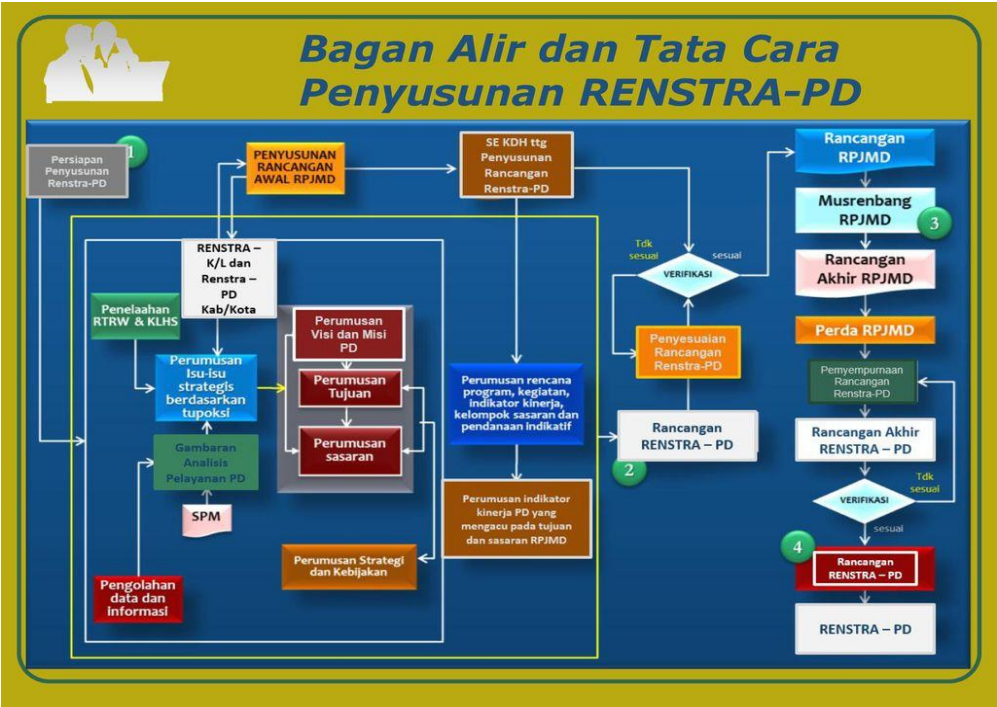 Bagan Alir dan Tata Cara
Penyusunan RENSTRA-PD
1
Persiapan
Penyusunan
Renstra-PD
PENYUSUNAN
RANCANGAN
AWAL RPJMD
SE KDH ttg
Penyusunan
Rancangan
Renstra-PD
RENSTRA –
K/L dan
Renstra –
PD
Kab/Kota
Penelaahan
RTRW & KLHS
Perumusan
Isu-isu
strategis
berdasarkan
tupoksi
Gambaran
Analisis
Pelayanan PD
SPM
Pengolahan
data dan
informasi
Perumusan
Visi dan Misi
PD
Perumusan
Tujuan
Perumusan
sasaran
Perumusan Strategi
dan Kebijakan
Perumusan rencana
program, kegiatan,
indikator kinerja,
kelompok sasaran dan
pendanaan indikatif
Perumusan indikator
kinerja PD yang
mengacu pada tujuan
dan sasaran RPJMD
Tdk
sesuai
sesuai
VERIFIKASI
Penyesuaian
Rancangan
Renstra-PD
Rancangan
RENSTRA – PD
2
Rancangan
RPJMD
Musrenbang
RPJMD
3
Rancangan
Akhir RPJMD
Perda RPJMD
Pemyempurnaan
Rancangan
Renstra-PD
Rancangan Akhir
RENSTRA – PD
Tdk
sesuai
VERIFIKASI
sesuai
4
Rancangan
RENSTRA – PD
RENSTRA – PD